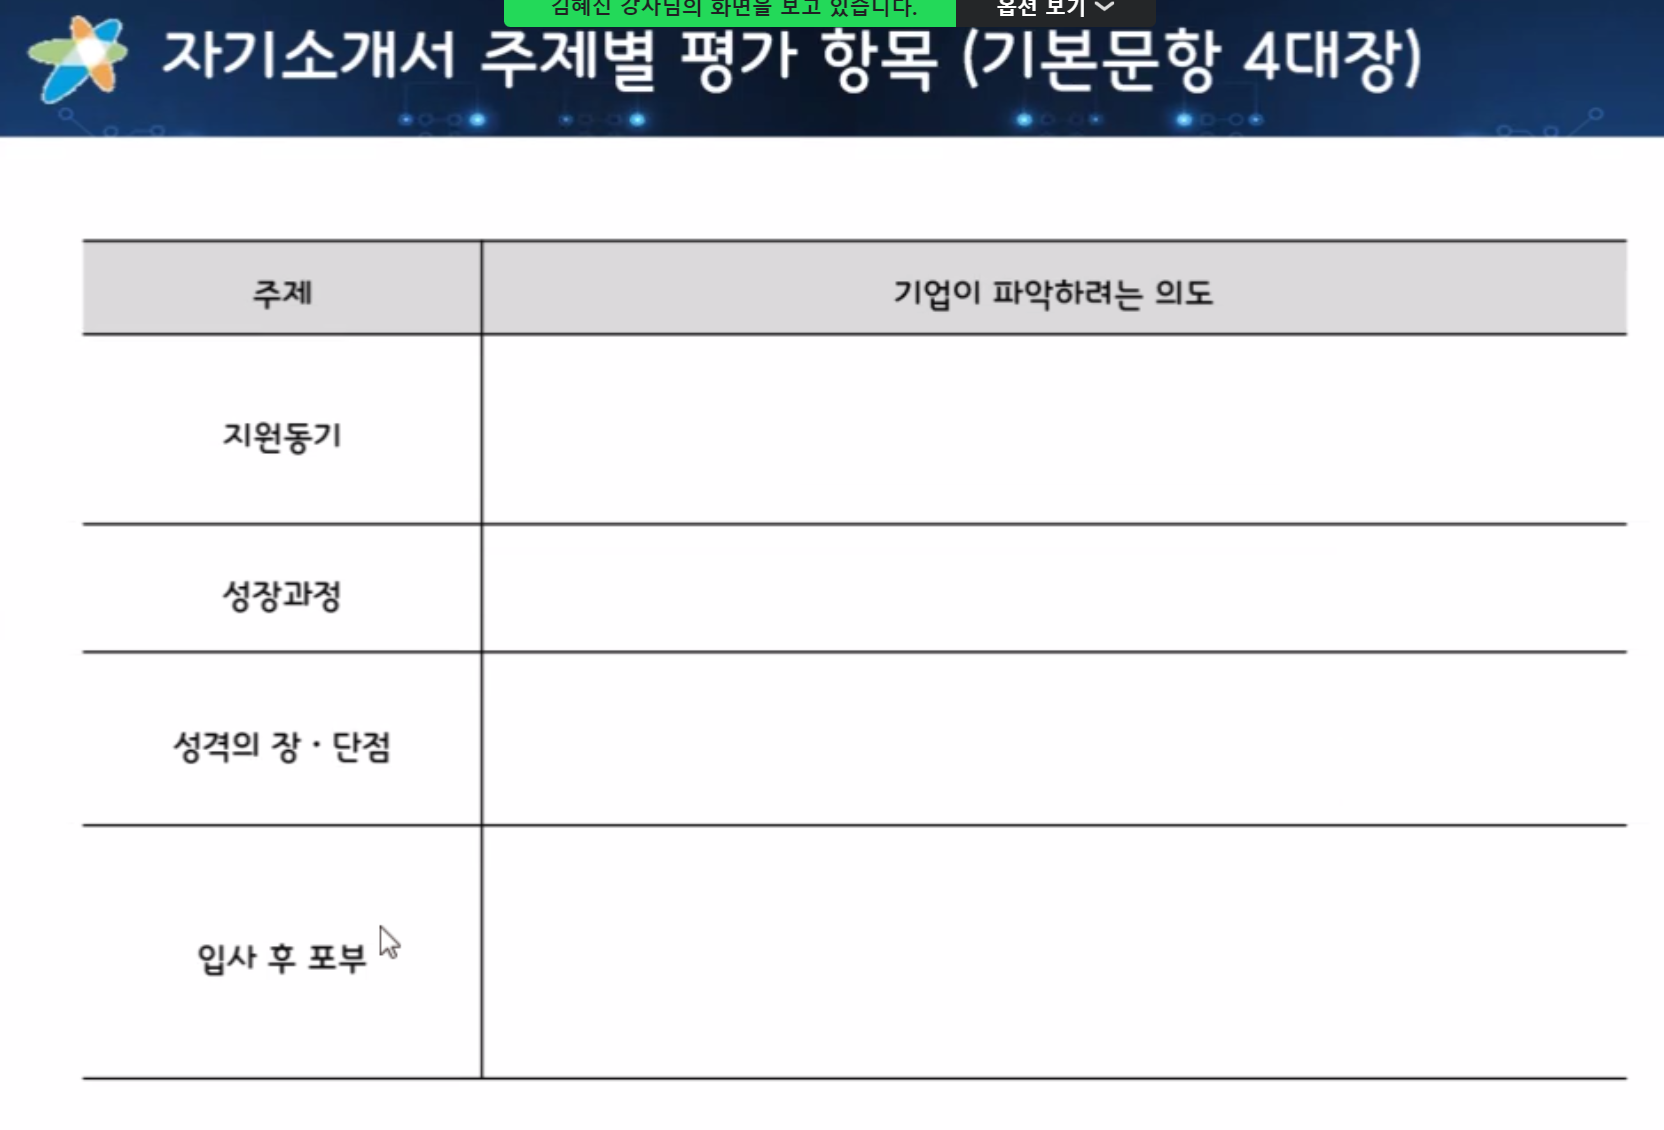 김혜진 강사님의 화면을 보고 있습니다.
옵션 보기
자기소개서 주제별 평가 항목 (기본문항 4대장)
주제
기업이 파악하려는 의도
지원동기
성장과정
성격의 장 · 단점
입사 후 포부